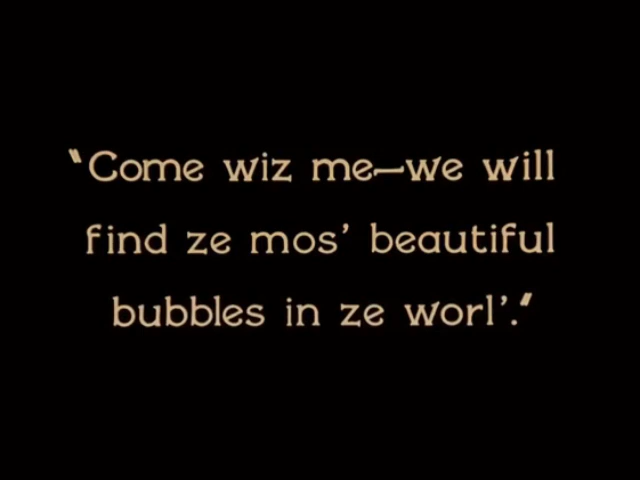 "Come wiz me—we will
find ze mos' beautiful
bubbles in ze worl'."